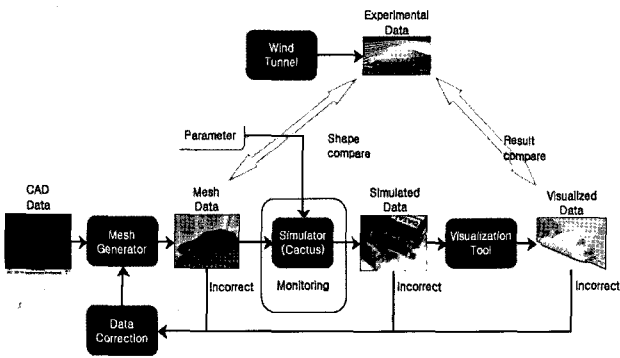 Experimental
Data
Wind
Tunnel
Parameter
Shape
compare
Result
compare
CAD
Data
Mesh
Data
Simulated
Data
Visualized
Data
Mesh
Generator
Simulator
(Cactus)
Visualization
Tool
Monitoring
Incorrect
Incorrect
Incorrect
Data
Correction